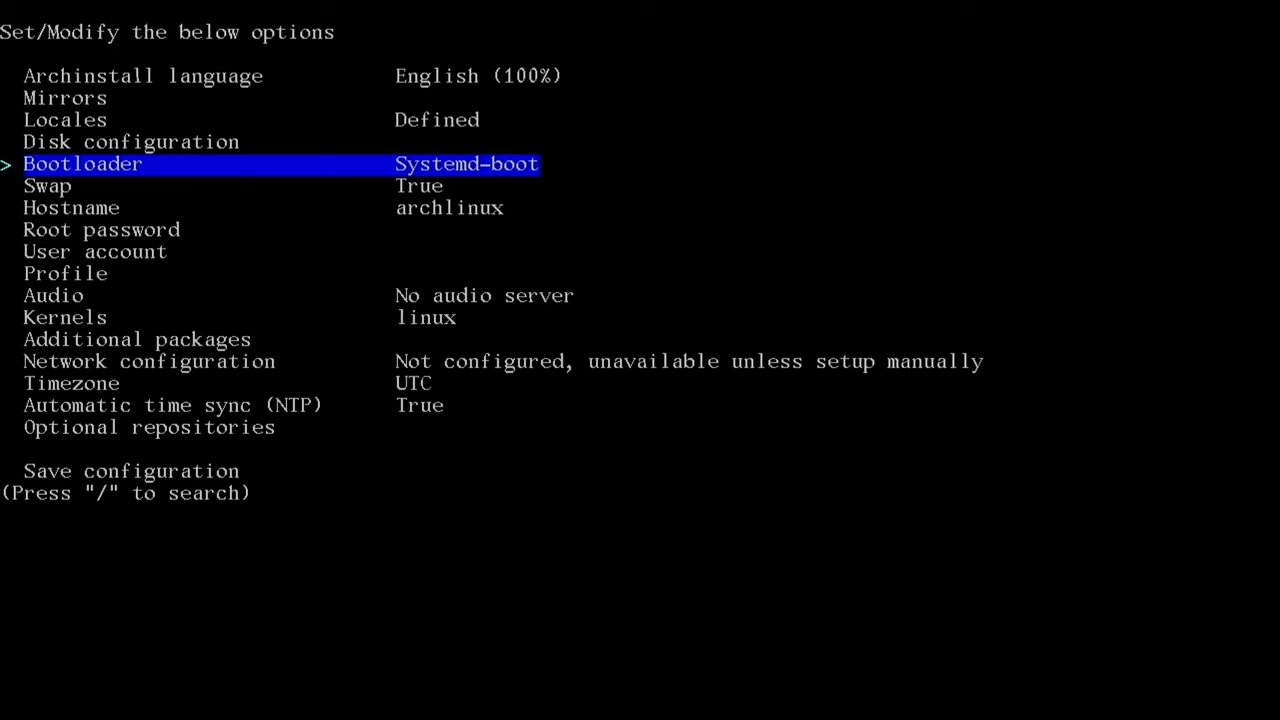 Set/Modify the below options
Archinstall language English (100%)
Mirrors
Locales Defined
Disk configuration
> Bootloader Systemd-boot
Swap True
Hostname archlinux
Root password
User account
Profile
Audio No audio server
Kernels linux
Additional packages
Network configuration Not configured, unavailable unless setup manually
Timezone UTC
Automatic time sync (NTP) True
Optional repositories
Save configuration
(Press "/" to search)